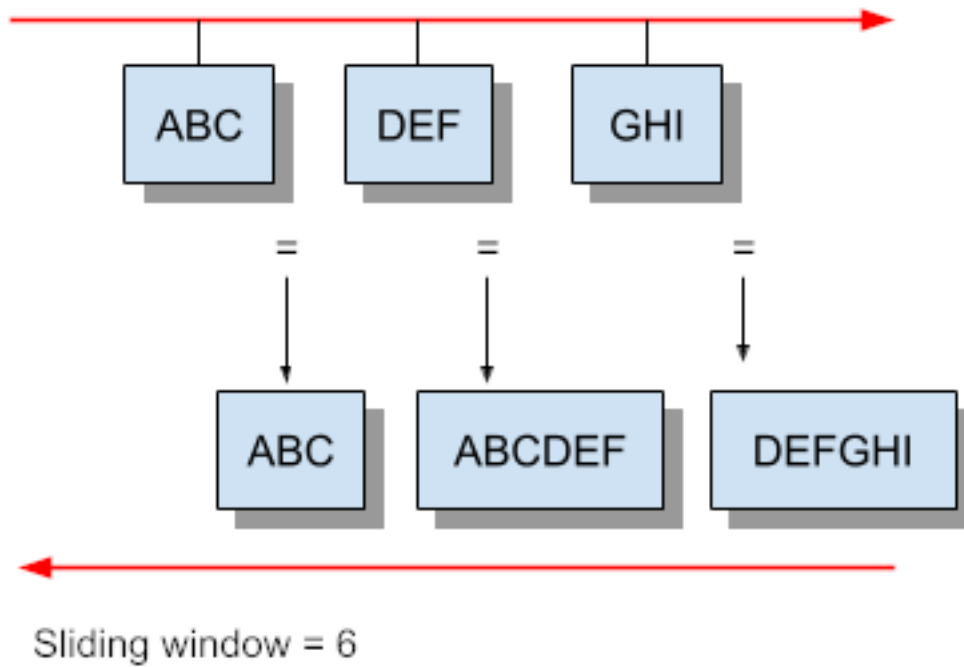 ABC DEF GHI
= = =
ABC ABCDEF DEFGHI
Sliding window = 6